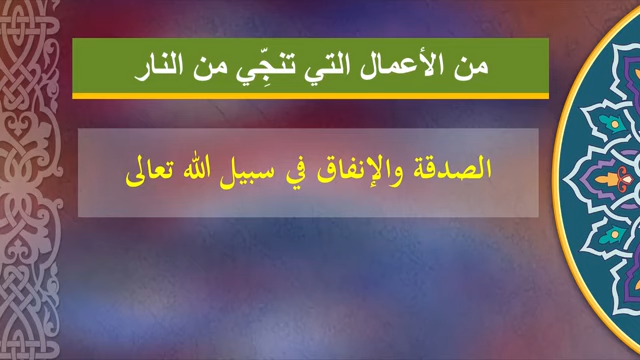 من الأعمال التي تنجِّي من النار
الصدقة والإنفاق في سبيل الله تعالى